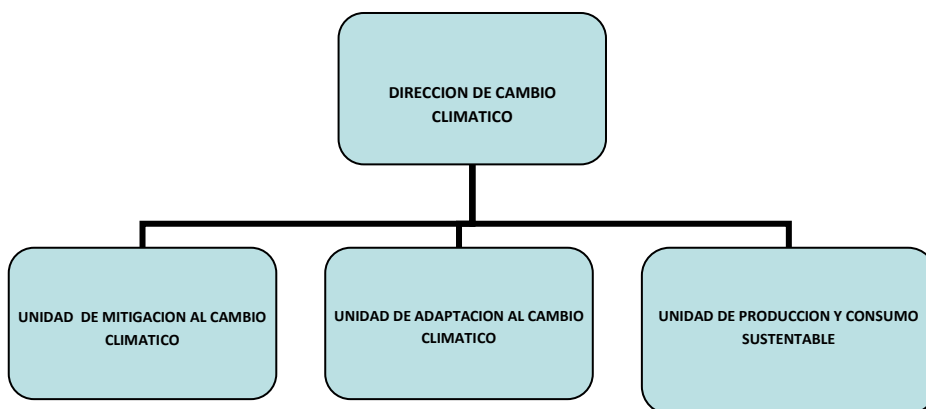 DIRECCION DE CAMBIO
CLIMATICO
UNIDAD DE MITIGACION AL CAMBIO
CLIMATICO
UNIDAD DE ADAPTACION AL CAMBIO
CLIMATICO
UNIDAD DE PRODUCCION Y CONSUMO
SUSTENTABLE